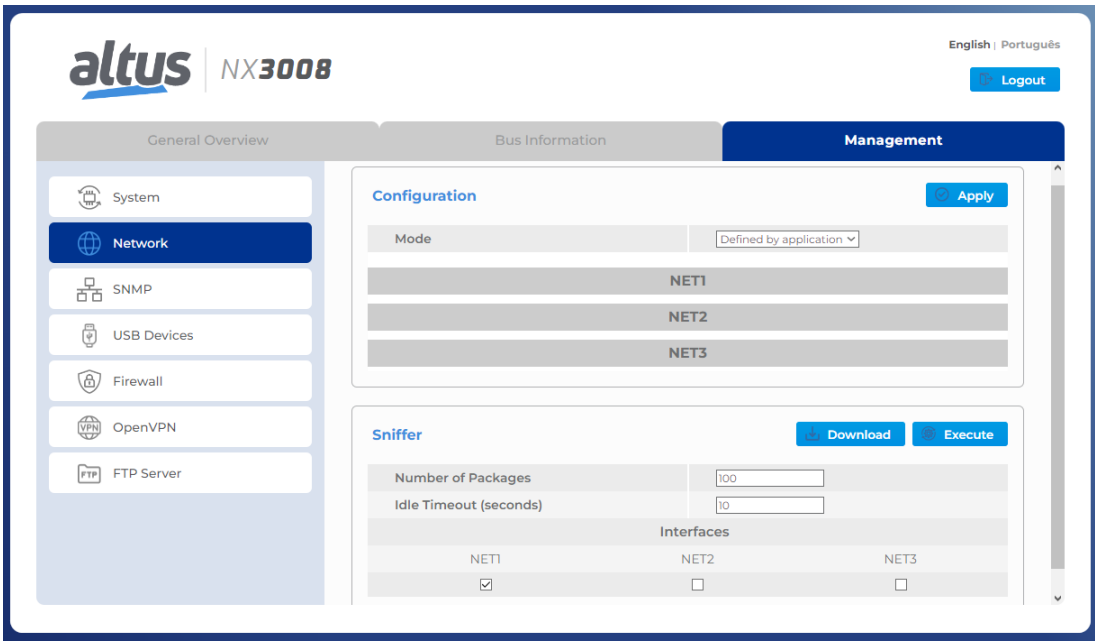 altus NX3008
English | Português
Logout
General Overview Bus Information Management
System
Network
SNMP
USB Devices
Firewall
VPN OpenVPN
FTP FTP Server
Configuration Apply
Mode Defined by application
NET1
NET2
NET3
Sniffer Download Execute
Number of Packages 100
Idle Timeout (seconds) 10
Interfaces
NET1 NET2 NET3